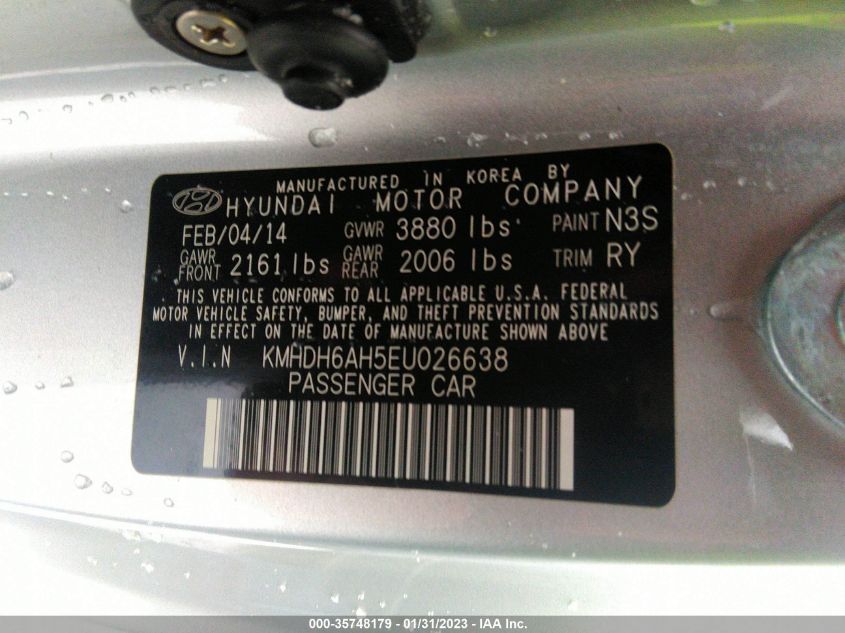 MANUFACTURED IN KOREA BY
HYUNDAI MOTOR COMPANY
FEB/04/14 GVWR 3880 lbs PAINT N3S
GAWR FRONT 2161 lbs GAWR REAR 2006 lbs TRIM RY
THIS VEHICLE CONFORMS TO ALL APPLICABLE U.S.A. FEDERAL
MOTOR VEHICLE SAFETY, BUMPER, AND THEFT PREVENTION STANDARDS
IN EFFECT ON THE DATE OF MANUFACTURE SHOWN ABOVE
V.I.N KMHDH6AH5EU026638
PASSENGER CAR
000-35748179 - 01/31/2023 - IAA Inc.